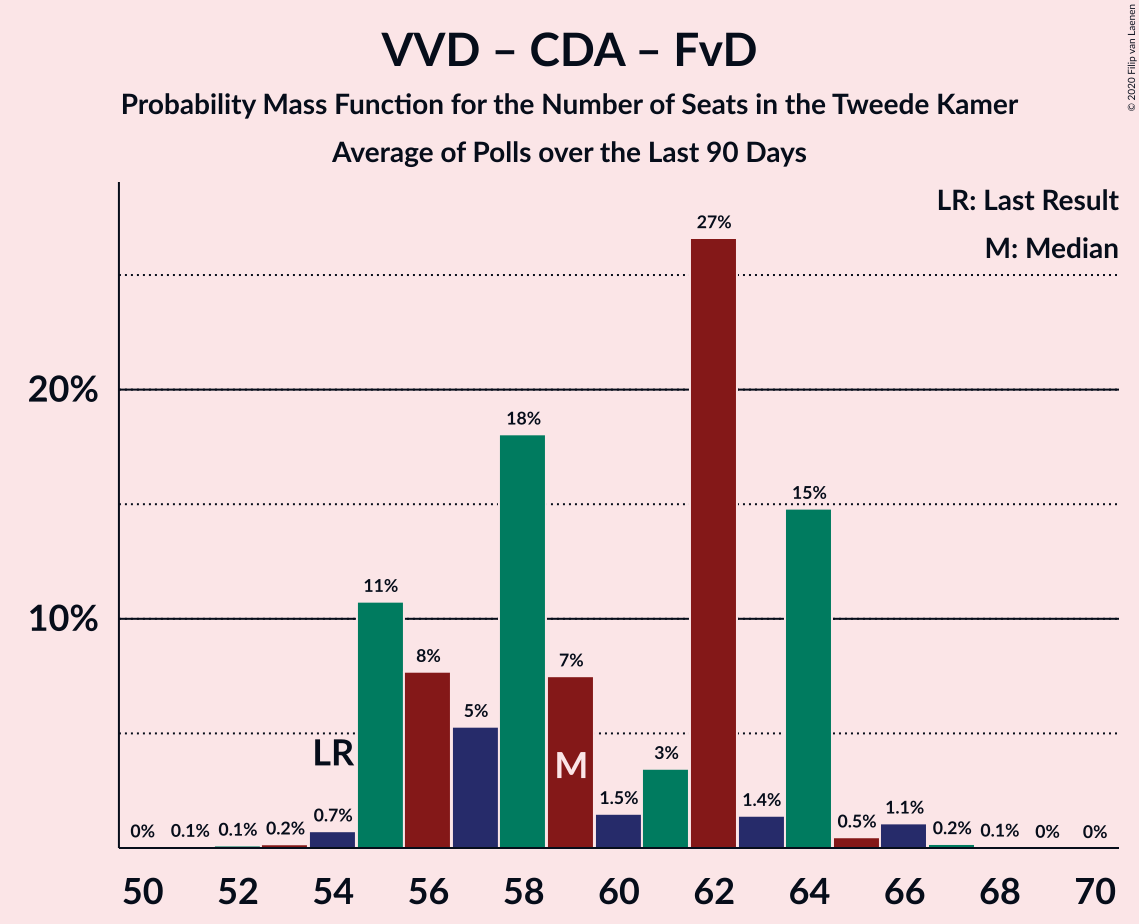 VVD – CDA – FvD
Probability Mass Function for the Number of Seats in the Tweede Kamer
Average of Polls over the Last 90 Days
© 2020 Filip van Laenen
LR: Last Result
M: Median
20%
10%
0%
0.1%
0.1%
0.2%
0.7%
11%
8%
5%
18%
7%
1.5%
3%
27%
1.4%
15%
0.5%
1.1%
0.2%
0.1%
0%
0%
LR
M
50 52 54 56 58 60 62 64 66 68 70